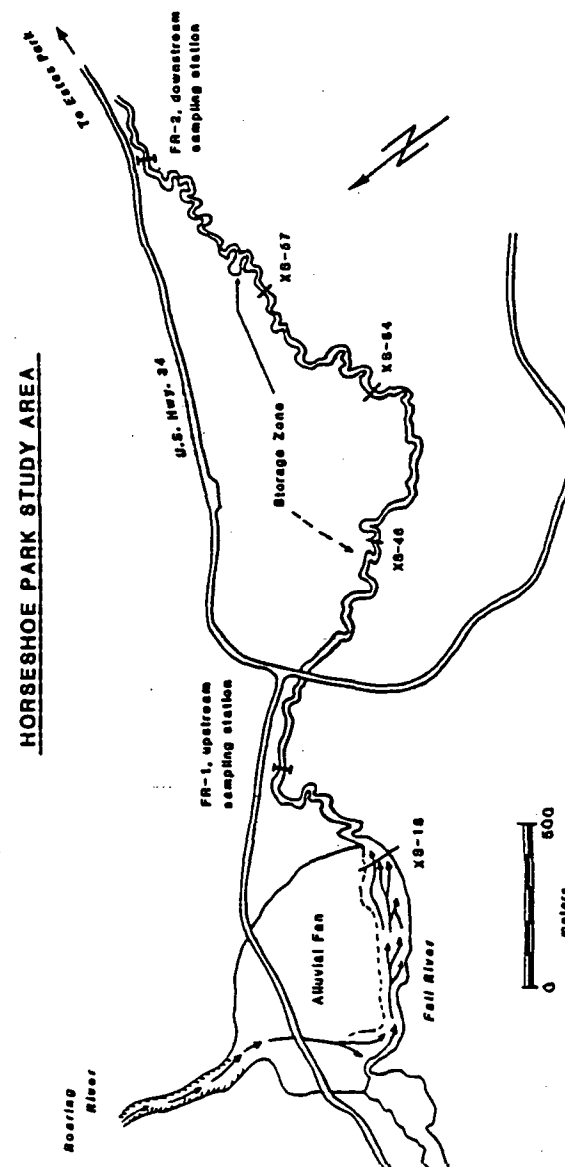 HORSESHOE PARK STUDY AREA
To Estes Park
FR-2, downstream
sampling station
U.S. Hwy. 34
XS-57
XS-54
Storage Zone
XS-46
FR-1, upstream
sampling station
XS-16
Alluvial Fan
Fall River
Roaring
River
N
0
500
meters